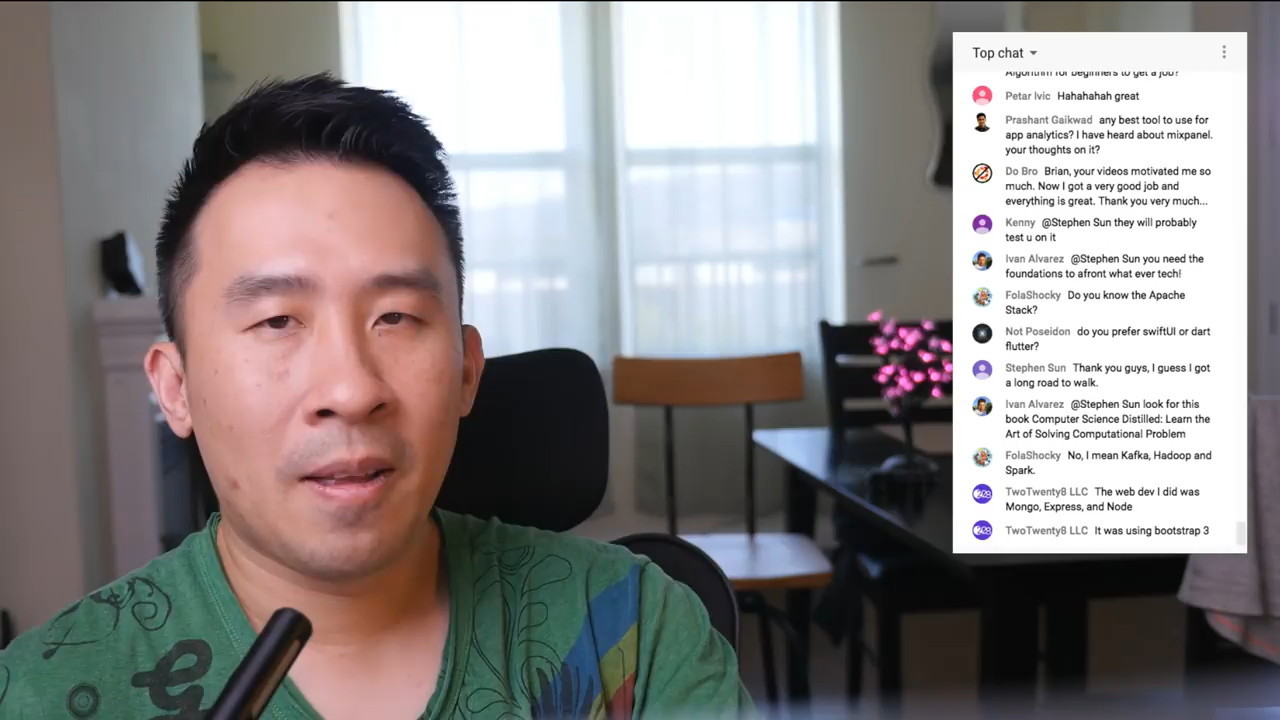 Top chat
Algorithm for beginners to get a job?
Petar Ivic Hahahahah great
Prashant Gaikwad any best tool to use for
app analytics? I have heard about mixpanel.
your thoughts on it?
Do Bro Brian, your videos motivated me so
much. Now I got a very good job and
everything is great. Thank you very much...
Kenny @Stephen Sun they will probably
test u on it
Ivan Alvarez @Stephen Sun you need the
foundations to afront what ever tech!
FolaShocky Do you know the Apache
Stack?
Not Poseidon do you prefer swiftUI or dart
flutter?
Stephen Sun Thank you guys, I guess I got
a long road to walk.
Ivan Alvarez @Stephen Sun look for this
book Computer Science Distilled: Learn the
Art of Solving Computational Problem
FolaShocky No, I mean Kafka, Hadoop and
Spark.
TwoTwenty8 LLC The web dev I did was
Mongo, Express, and Node
TwoTwenty8 LLC It was using bootstrap 3